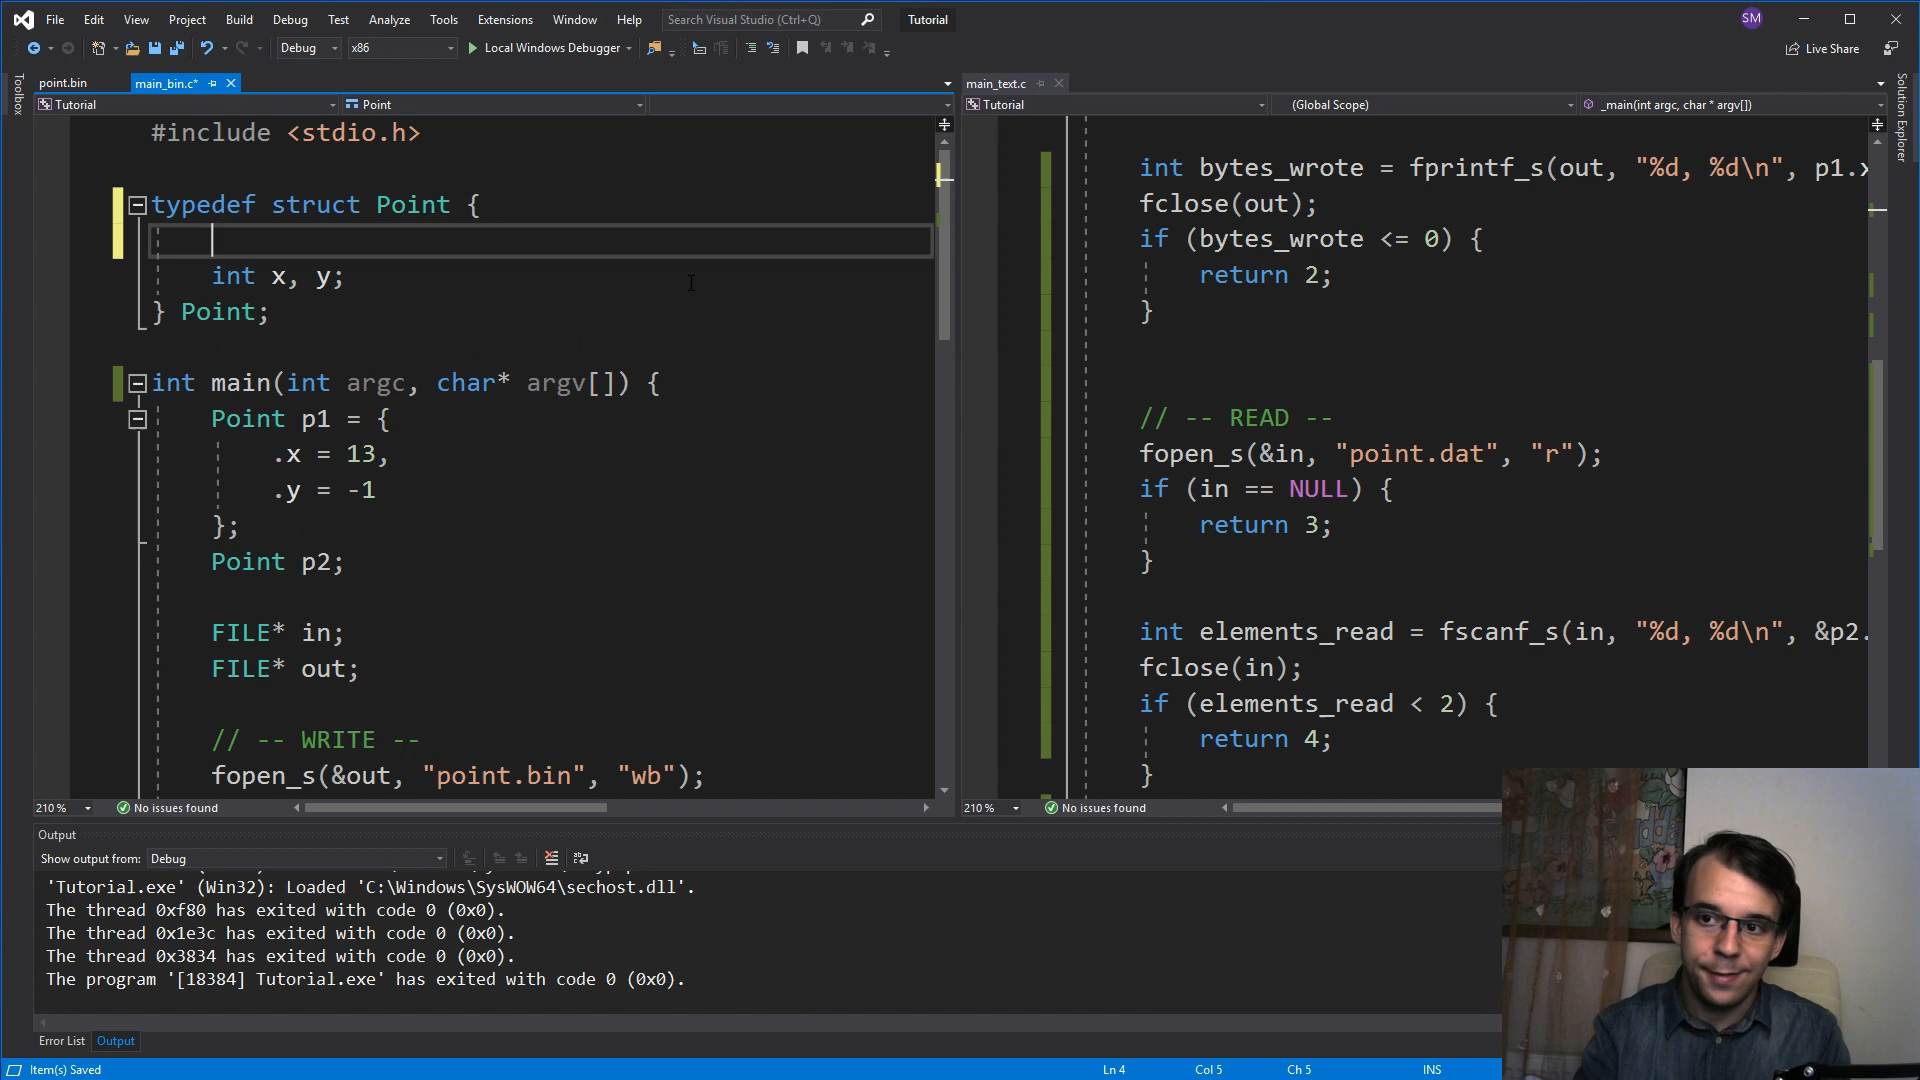 File Edit View Project Build Debug Test Analyze Tools Extensions Window Help Search Visual Studio (Ctrl+Q) Tutorial SM
Debug x86 Local Windows Debugger Live Share
Toolbox
point.bin main_bin.c*
Tutorial Point
#include <stdio.h>
typedef struct Point {
int x, y;
} Point;
int main(int argc, char* argv[]) {
Point p1 = {
.x = 13,
.y = -1
};
Point p2;
FILE* in;
FILE* out;
// -- WRITE --
fopen_s(&out, "point.bin", "wb");
210 % No issues found
main_text.c
Tutorial (Global Scope) _main(int argc, char * argv[])
int bytes_wrote = fprintf_s(out, "%d, %d\n", p1.x
fclose(out);
if (bytes_wrote <= 0) {
return 2;
}
// -- READ --
fopen_s(&in, "point.dat", "r");
if (in == NULL) {
return 3;
}
int elements_read = fscanf_s(in, "%d, %d\n", &p2.
fclose(in);
if (elements_read < 2) {
return 4;
}
210 % No issues found
Solution Explorer
Output
Show output from: Debug
'Tutorial.exe' (Win32): Loaded 'C:\Windows\SysWOW64\sechost.dll'.
The thread 0xf80 has exited with code 0 (0x0).
The thread 0x1e3c has exited with code 0 (0x0).
The thread 0x3834 has exited with code 0 (0x0).
The program '[18384] Tutorial.exe' has exited with code 0 (0x0).
Error List Output
Item(s) Saved Ln 4 Col 5 Ch 5 INS